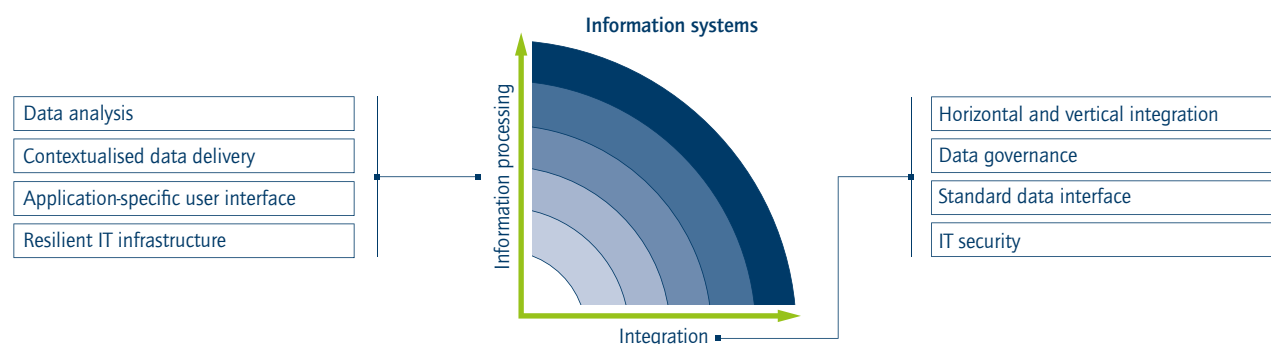 Information systems
Data analysis
Contextualised data delivery
Application-specific user interface
Resilient IT infrastructure
Information processing
Integration
Horizontal and vertical integration
Data governance
Standard data interface
IT security